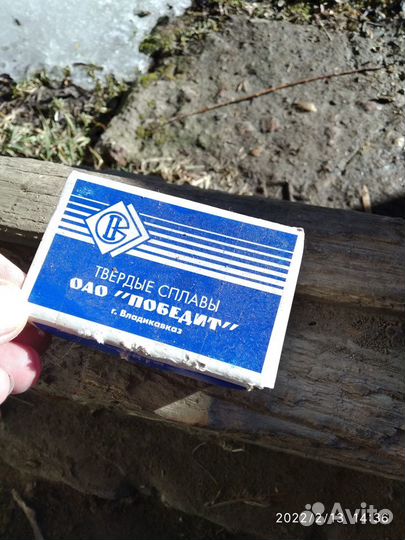 ТВЁРДЫЕ СПЛАВЫ
ОАО "ПОБЕДИТ"
г. Владикавказ
2022/2/13 14:36
Avito